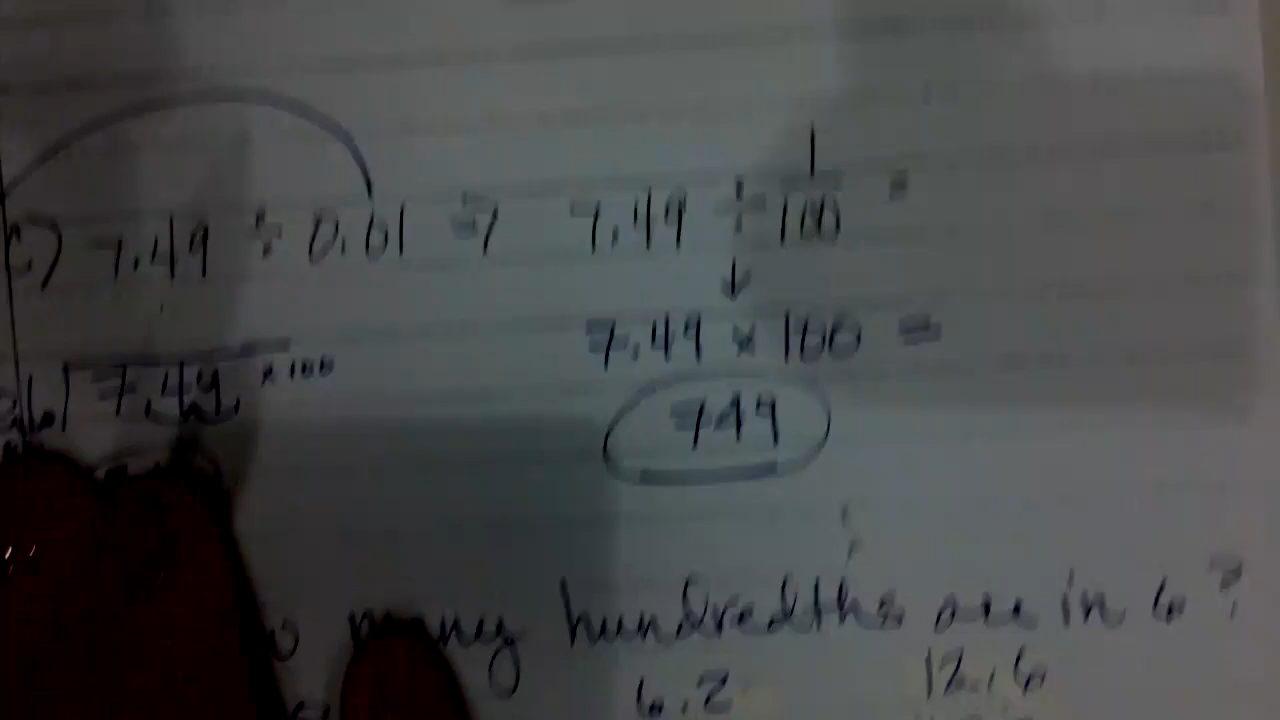 c) 7.49 ÷ 0.01 ⇒ 7.49 ÷ 1/100 =
↓
7.49 × 100 =
7.49. × 100
749
many hundredths are in 6?
6.2 12.6